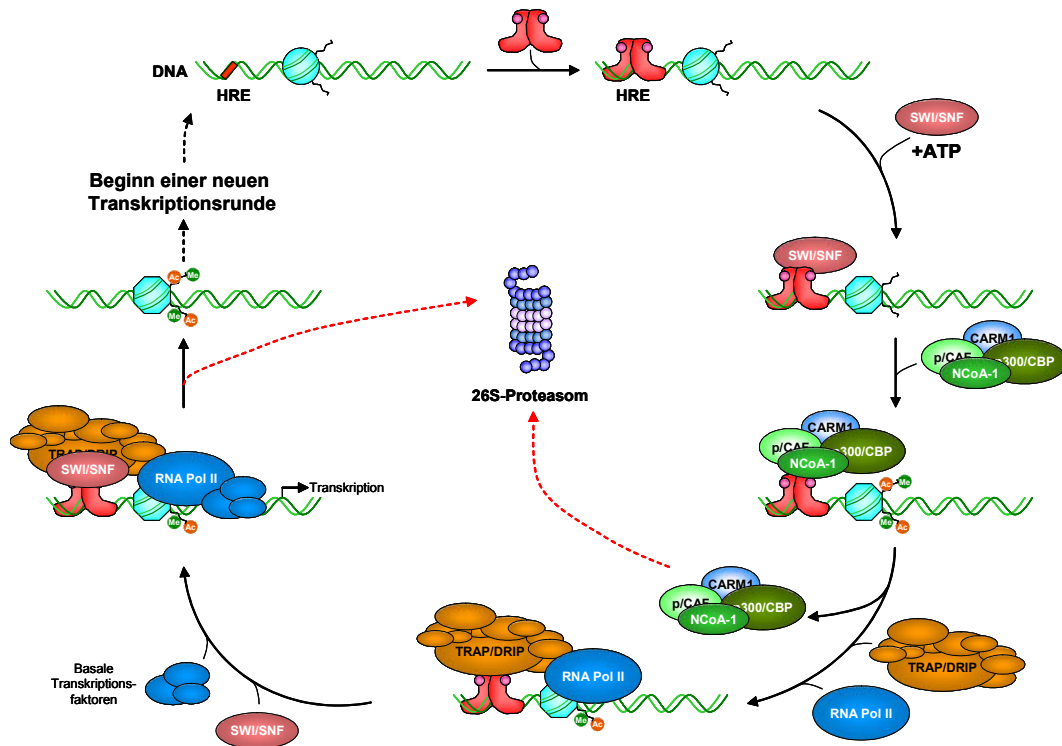 DNA
HRE
HRE
SWI/SNF
+ATP
Beginn einer neuen
Transkriptionsrunde
SWI/SNF
Ac
Me
Me
Ac
CARM1
p/CAF
p300/CBP
NCoA-1
26S-Proteasom
CARM1
p/CAF
p300/CBP
NCoA-1
TRAP/DRIP
SWI/SNF
RNA Pol II
Transkription
Me
Ac
Ac
Me
Me
Ac
CARM1
p/CAF
p300/CBP
NCoA-1
TRAP/DRIP
RNA Pol II
TRAP/DRIP
RNA Pol II
Me
Ac
Basale
Transkriptions-
faktoren
SWI/SNF